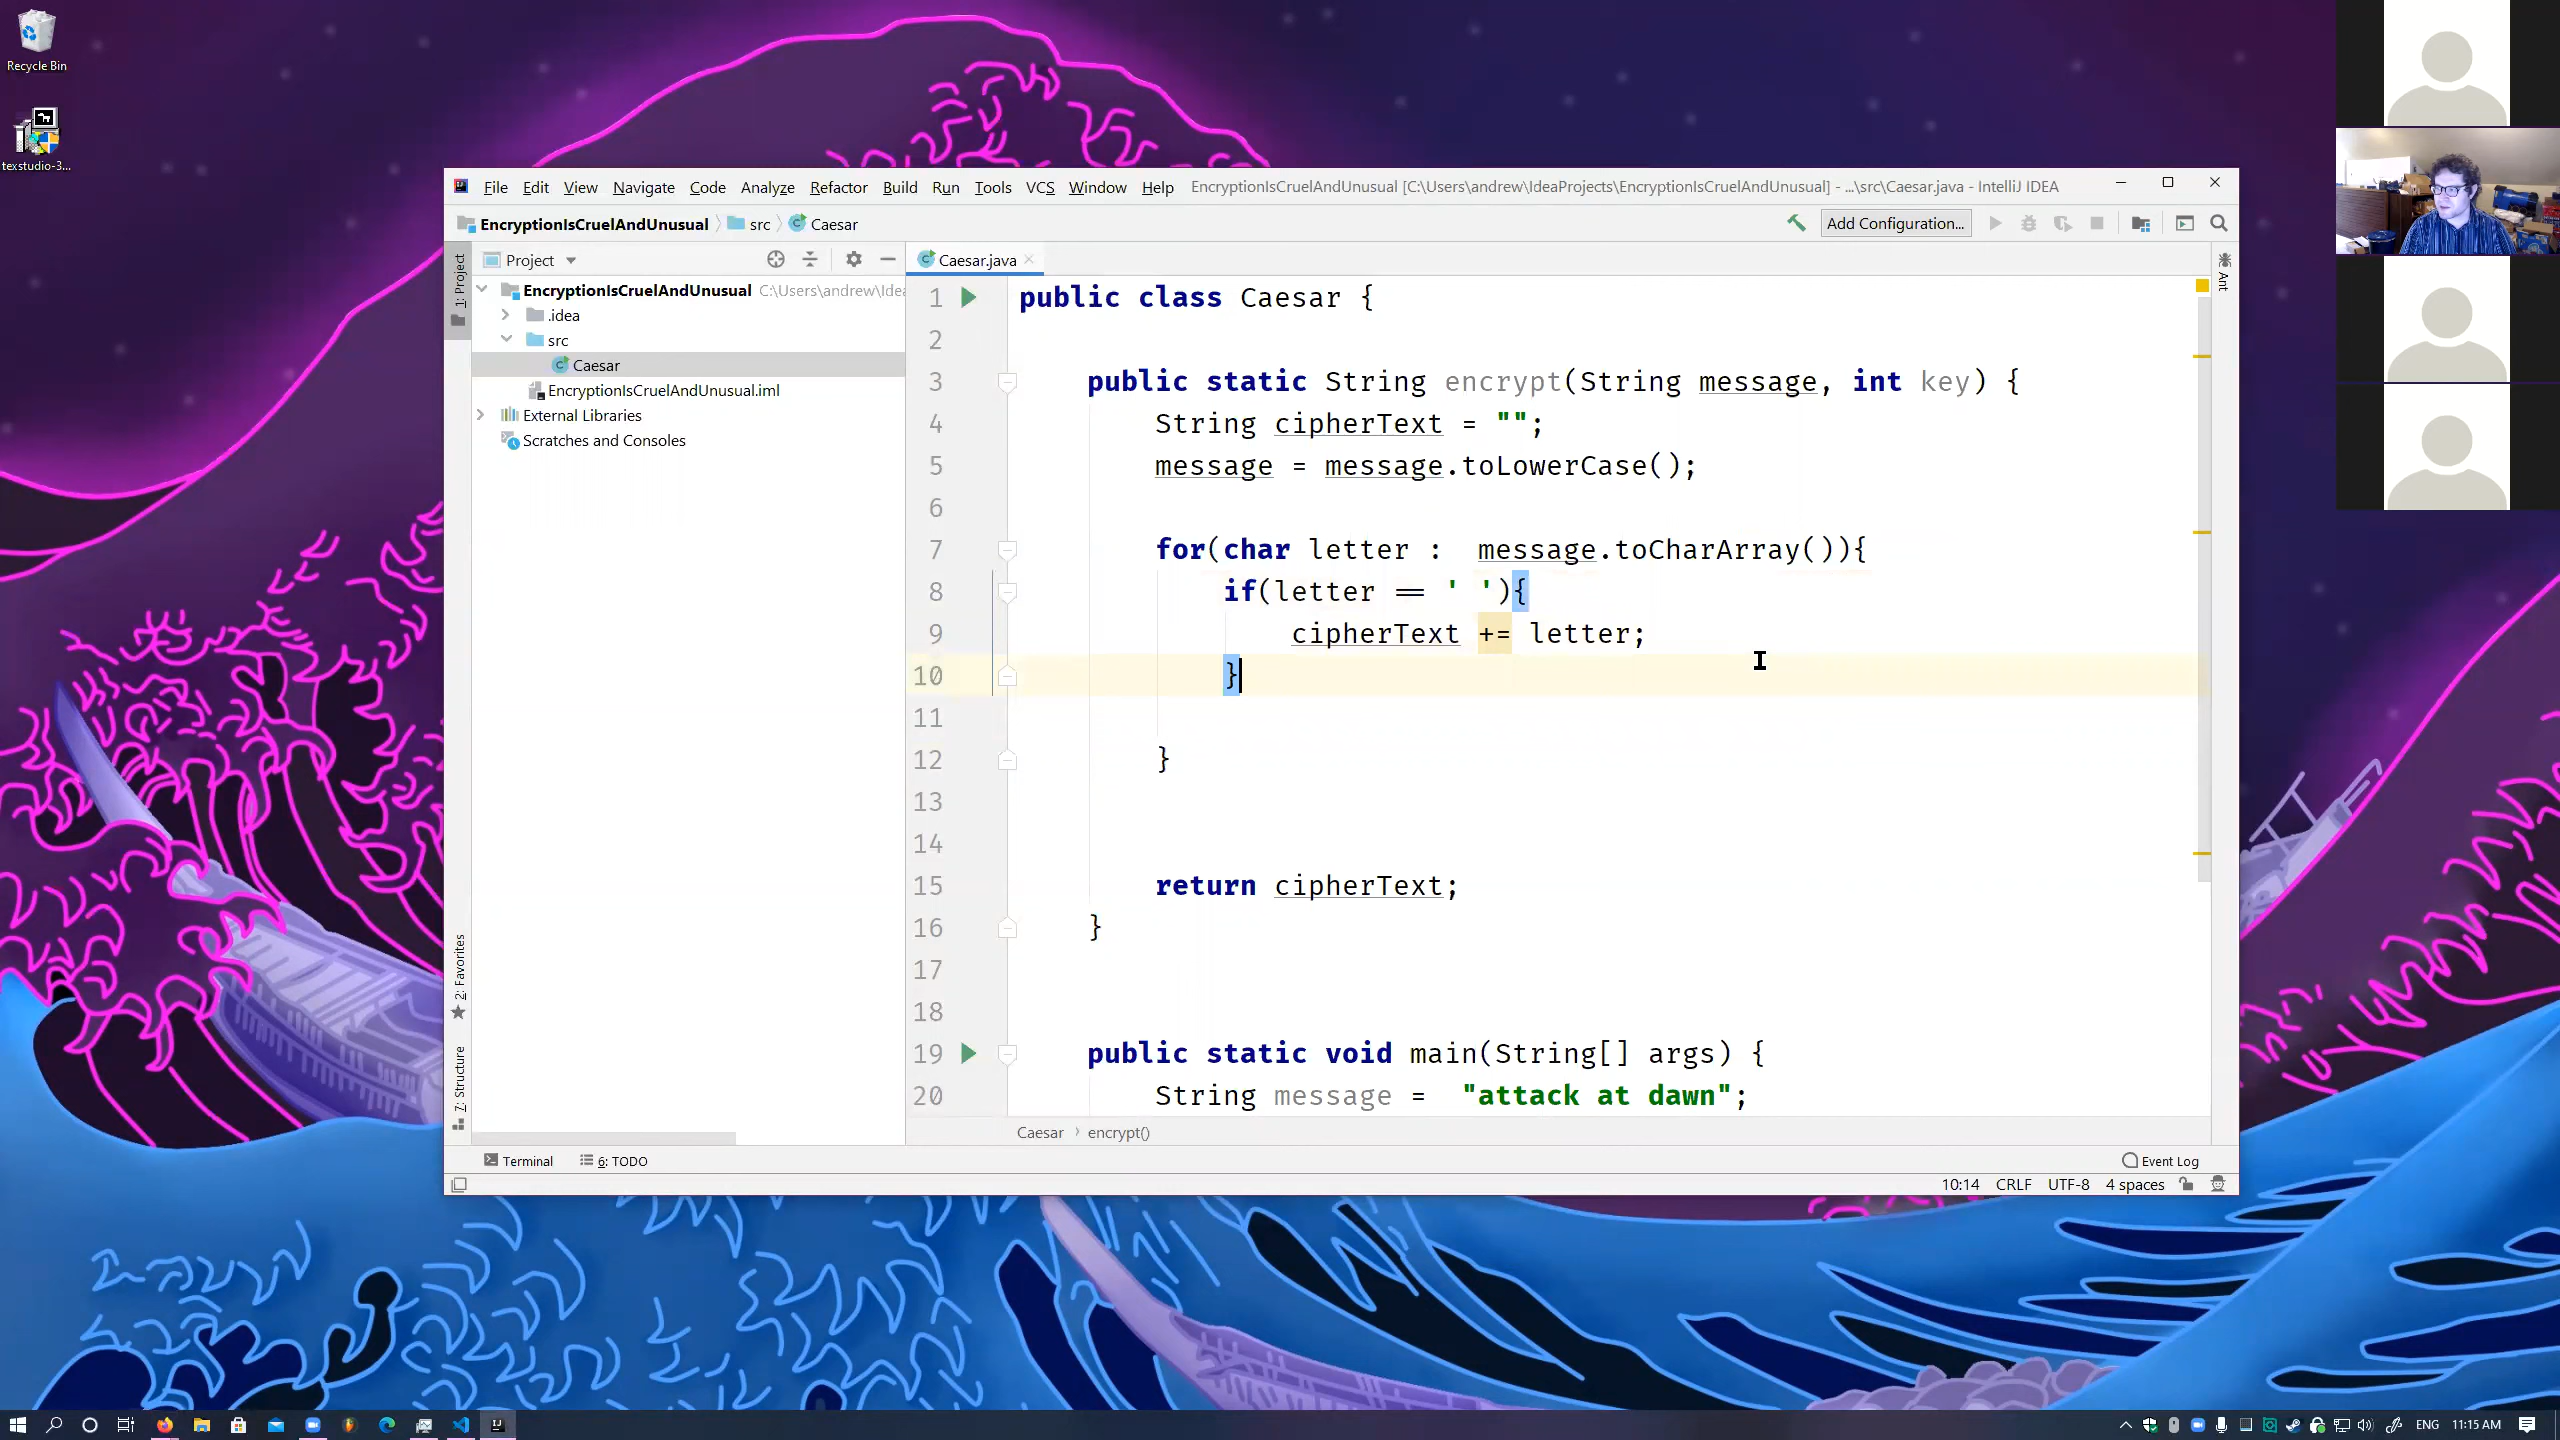 Recycle Bin
texstudio-3...
File Edit View Navigate Code Analyze Refactor Build Run Tools VCS Window Help EncryptionIsCruelAndUnusual [C:\Users\andrew\IdeaProjects\EncryptionIsCruelAndUnusual] - ...\src\Caesar.java - IntelliJ IDEA
EncryptionIsCruelAndUnusual src Caesar Add Configuration...
1: Project
Project
EncryptionIsCruelAndUnusual C:\Users\andrew\Idea
.idea
src
Caesar
EncryptionIsCruelAndUnusual.iml
External Libraries
Scratches and Consoles
2: Favorites
7: Structure
Caesar.java
Ant
1 public class Caesar {
2
3 public static String encrypt(String message, int key) {
4 String cipherText = "";
5 message = message.toLowerCase();
6
7 for(char letter : message.toCharArray()){
8 if(letter == ' '){
9 cipherText += letter;
10 }
11
12 }
13
14
15 return cipherText;
16 }
17
18
19 public static void main(String[] args) {
20 String message = "attack at dawn";
Caesar encrypt()
Terminal 6: TODO Event Log
10:14 CRLF UTF-8 4 spaces
ENG 11:15 AM